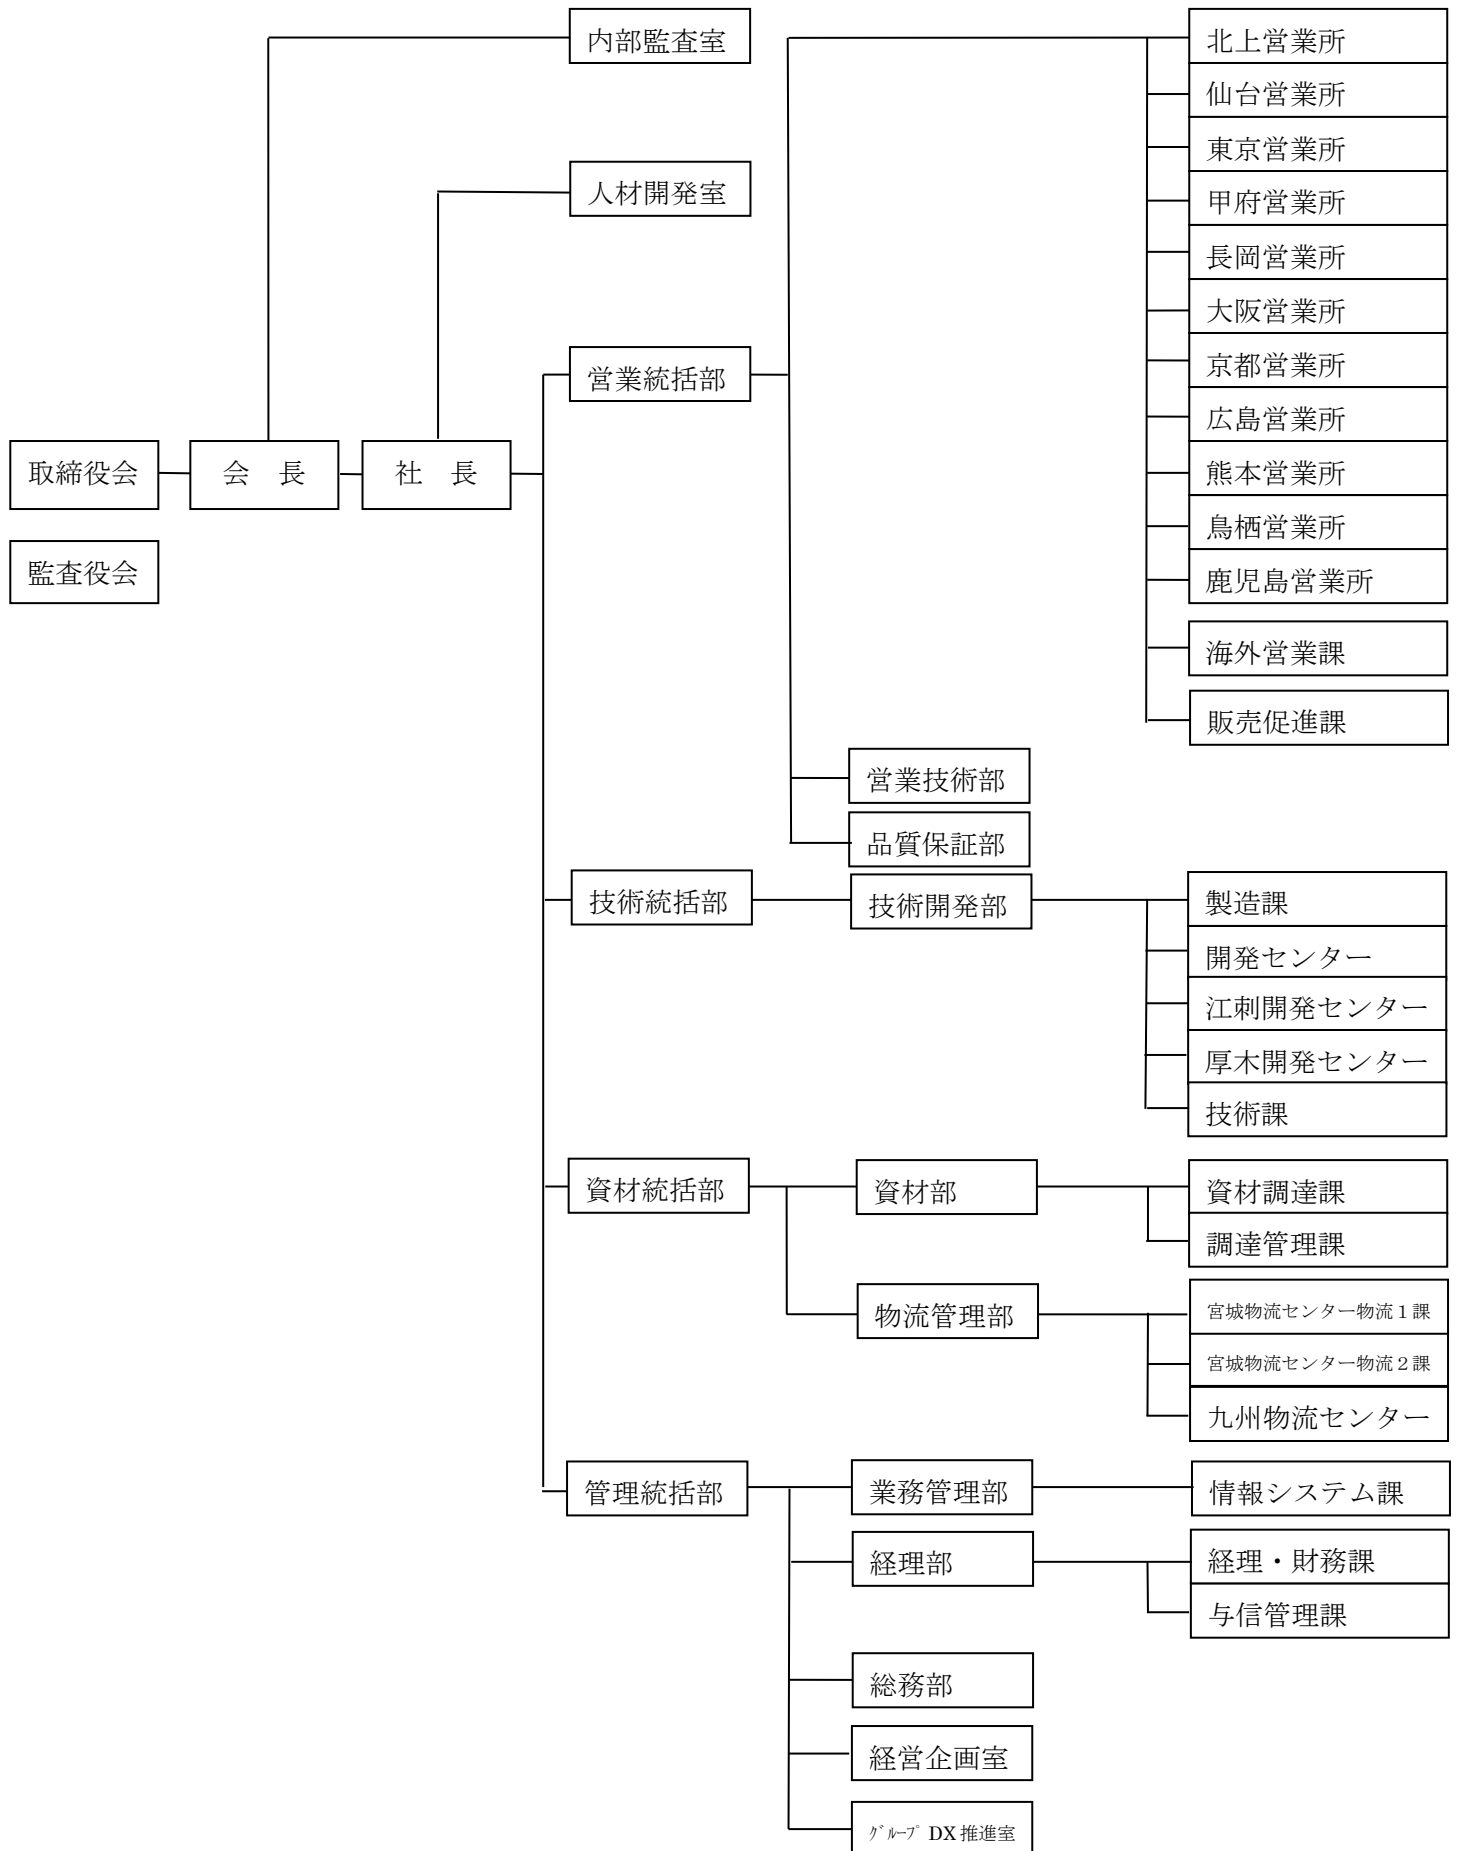 内部監査室
人材開発室
営業統括部
取締役会
会　長
社　長
監査役会
北上営業所
仙台営業所
東京営業所
甲府営業所
長岡営業所
大阪営業所
京都営業所
広島営業所
熊本営業所
鳥栖営業所
鹿児島営業所
海外営業課
販売促進課
営業技術部
品質保証部
技術統括部
技術開発部
製造課
開発センター
江刺開発センター
厚木開発センター
技術課
資材統括部
資材部
資材調達課
調達管理課
物流管理部
宮城物流センター物流１課
宮城物流センター物流２課
九州物流センター
管理統括部
業務管理部
情報システム課
経理部
経理・財務課
与信管理課
総務部
経営企画室
ｸﾞﾙｰﾌﾟ DX 推進室